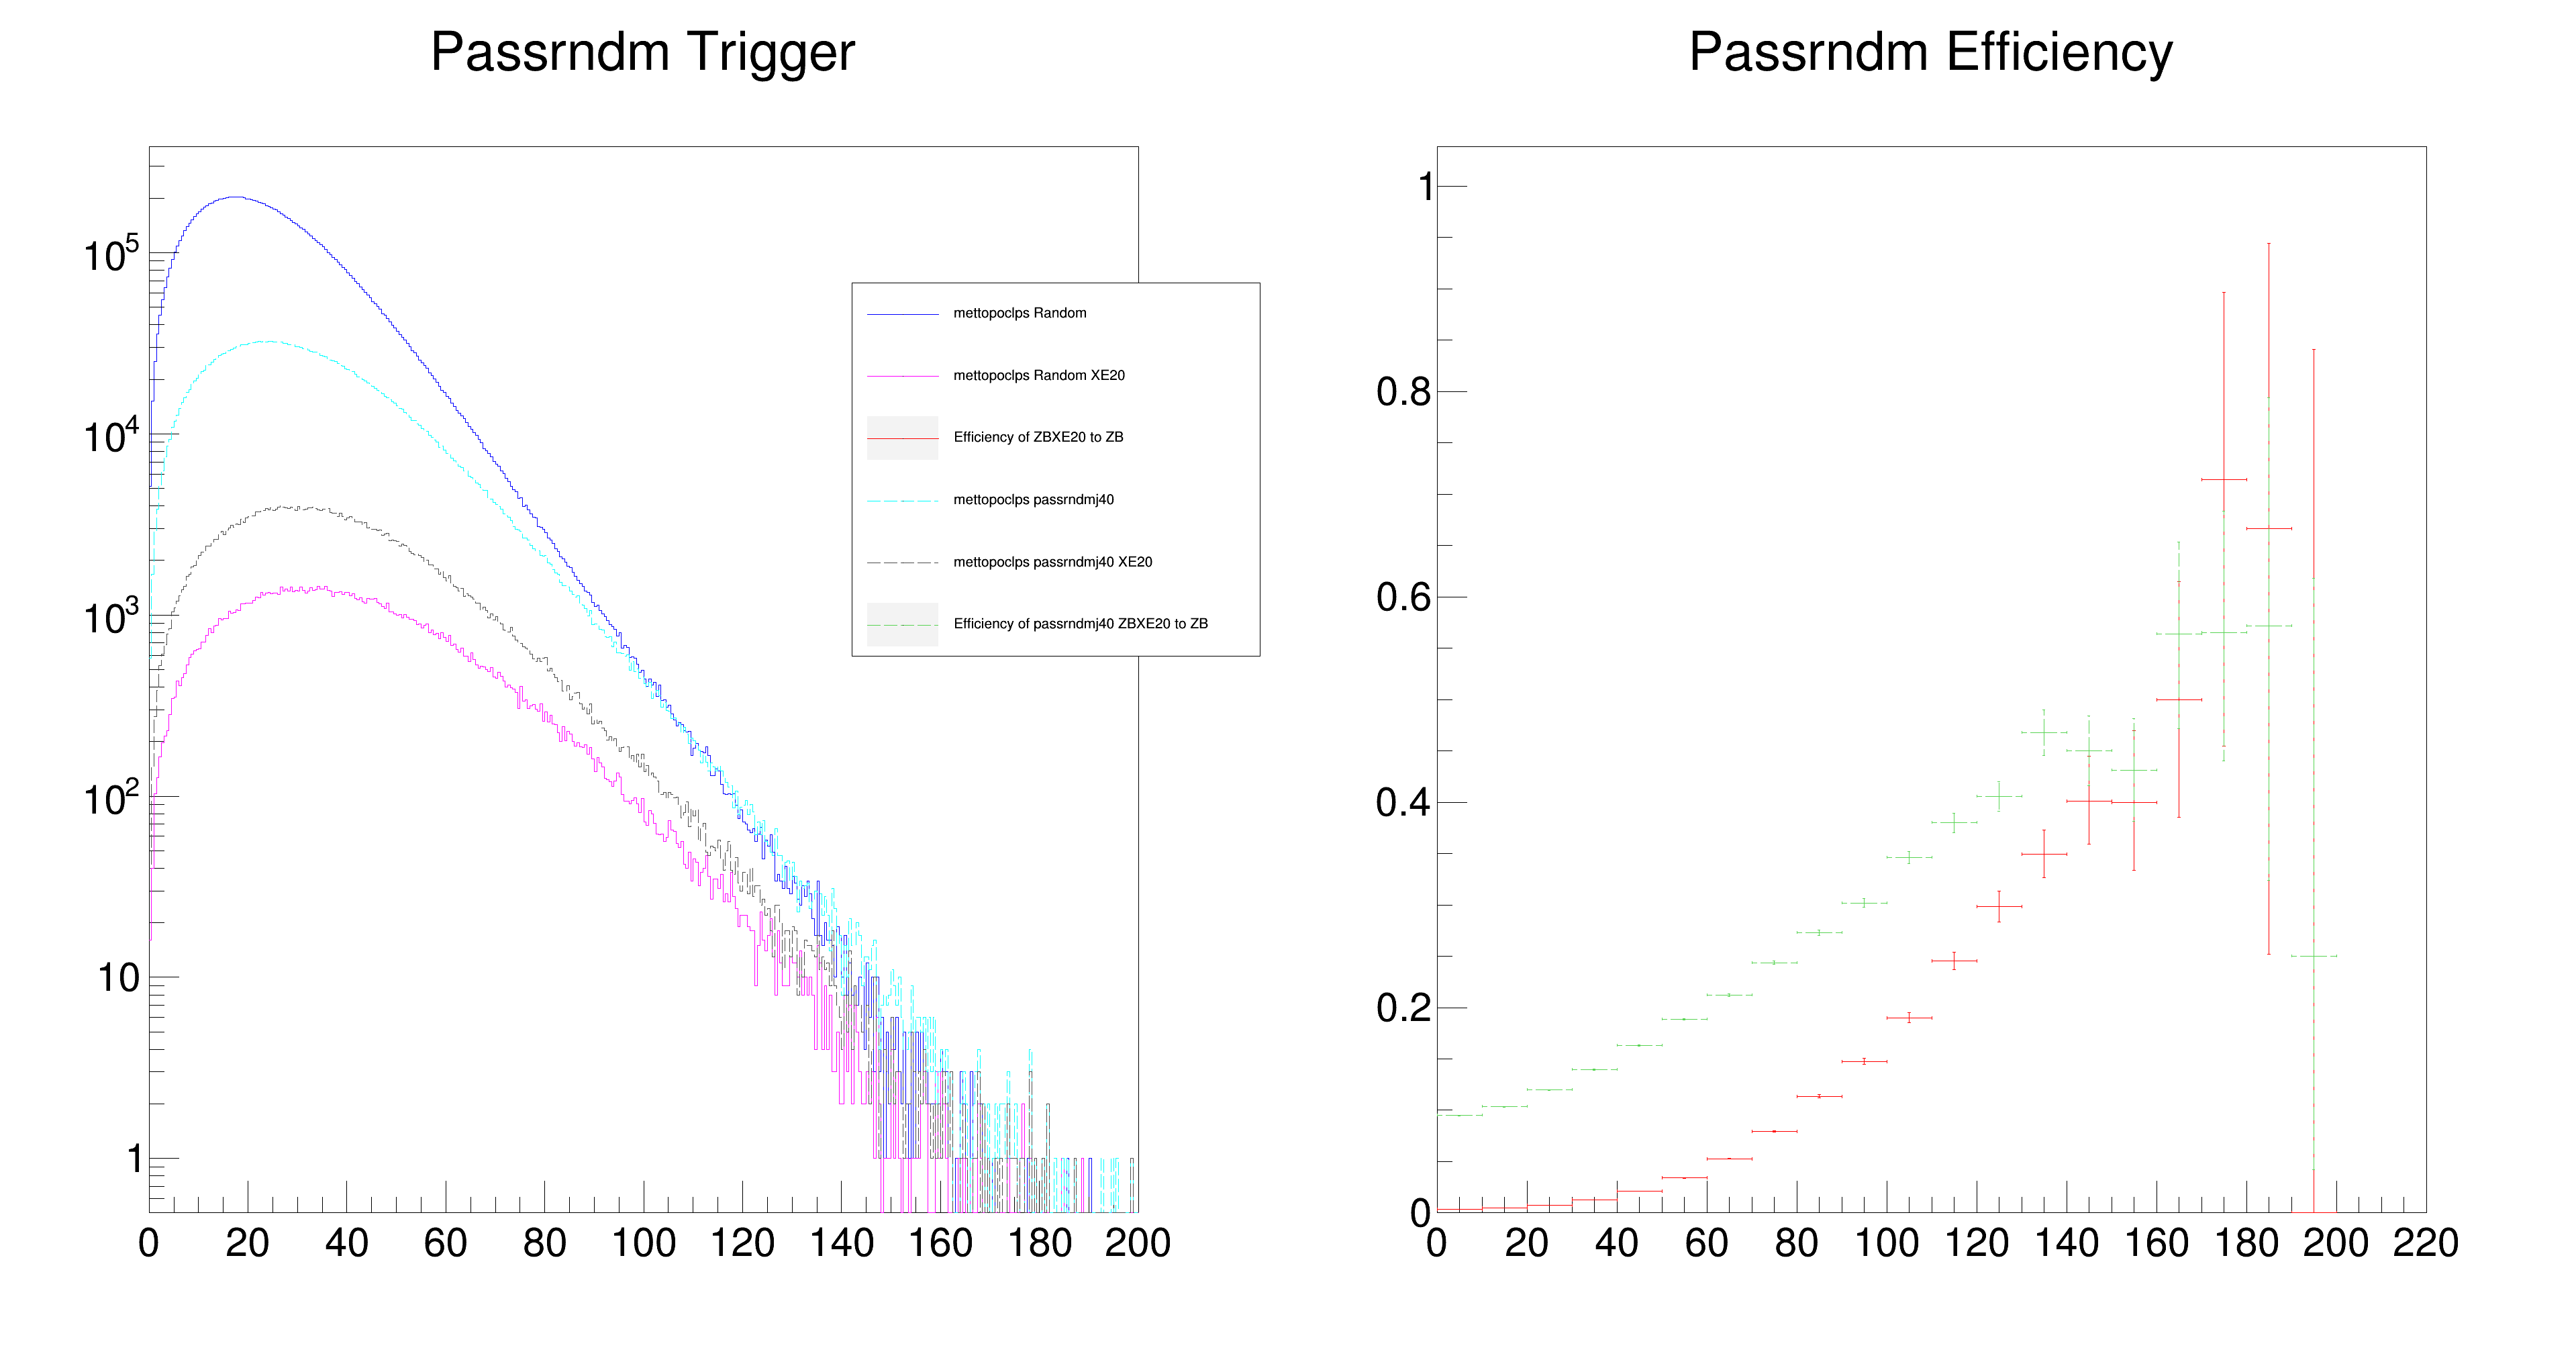 Passrndm Trigger
10^5
10^4
10^3
10^2
10
1
0 20 40 60 80 100 120 140 160 180 200
mettopoclps Random
mettopoclps Random XE20
Efficiency of ZBXE20 to ZB
mettopoclps passrndmj40
mettopoclps passrndmj40 XE20
Efficiency of passrndmj40 ZBXE20 to ZB
Passrndm Efficiency
1
0.8
0.6
0.4
0.2
0
0 20 40 60 80 100 120 140 160 180 200 220